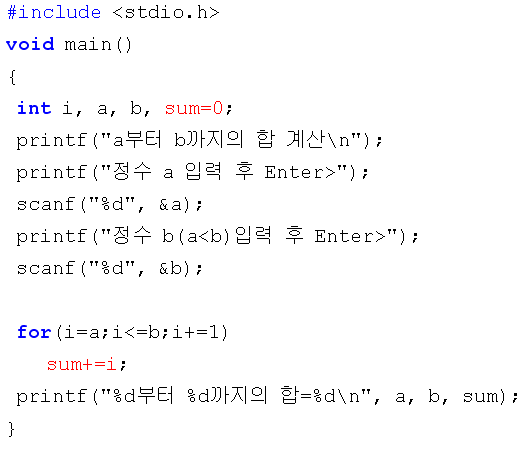 #include <stdio.h>
void main()
{
int i, a, b, sum=0;
printf("a부터 b까지의 합 계산\n");
printf("정수 a 입력 후 Enter>");
scanf("%d", &a);
printf("정수 b(a<b)입력 후 Enter>");
scanf("%d", &b);
for(i=a;i<=b;i+=1)
sum+=i;
printf("%d부터 %d까지의 합=%d\n", a, b, sum);
}